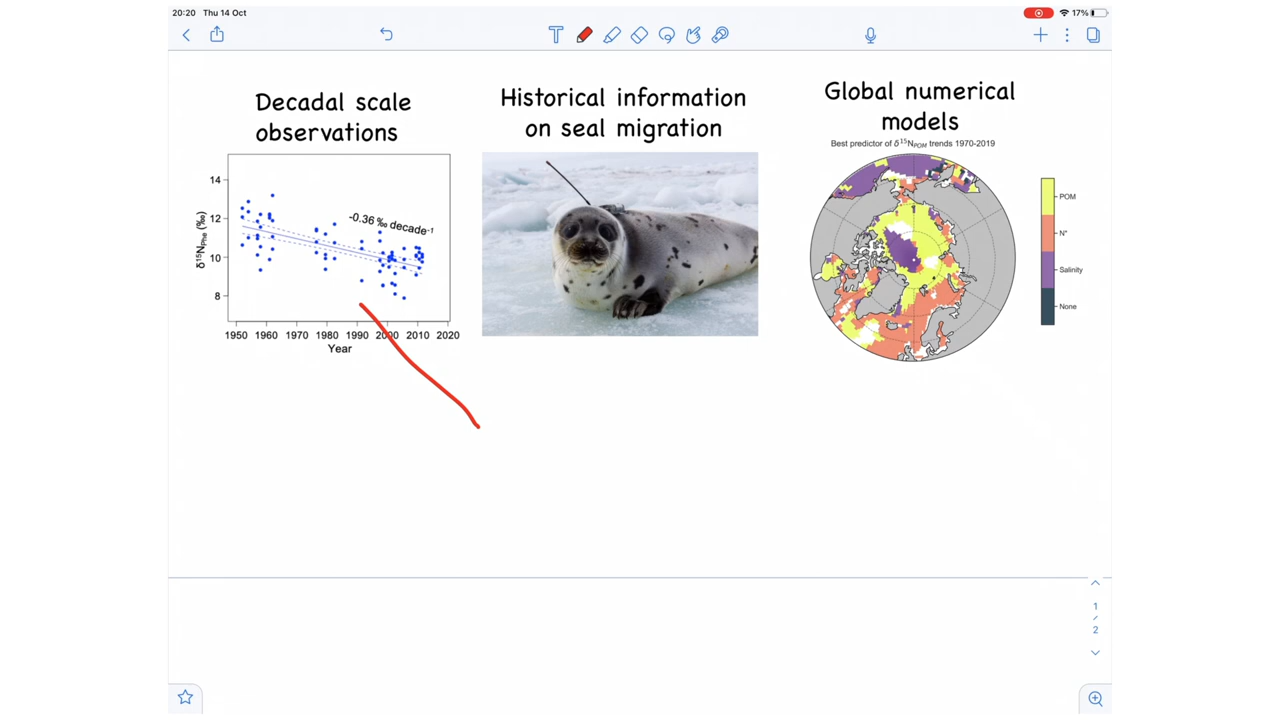 20:20 Thu 14 Oct
17%
Decadal scale
observations
14
12
10
8
δ¹⁵N_Phe (‰)
-0.36 ‰ decade⁻¹
1950 1960 1970 1980 1990 2000 2010 2020
Year
Historical information
on seal migration
Global numerical
models
Best predictor of δ¹⁵N_POM trends 1970-2019
POM
N*
Salinity
None
1
2